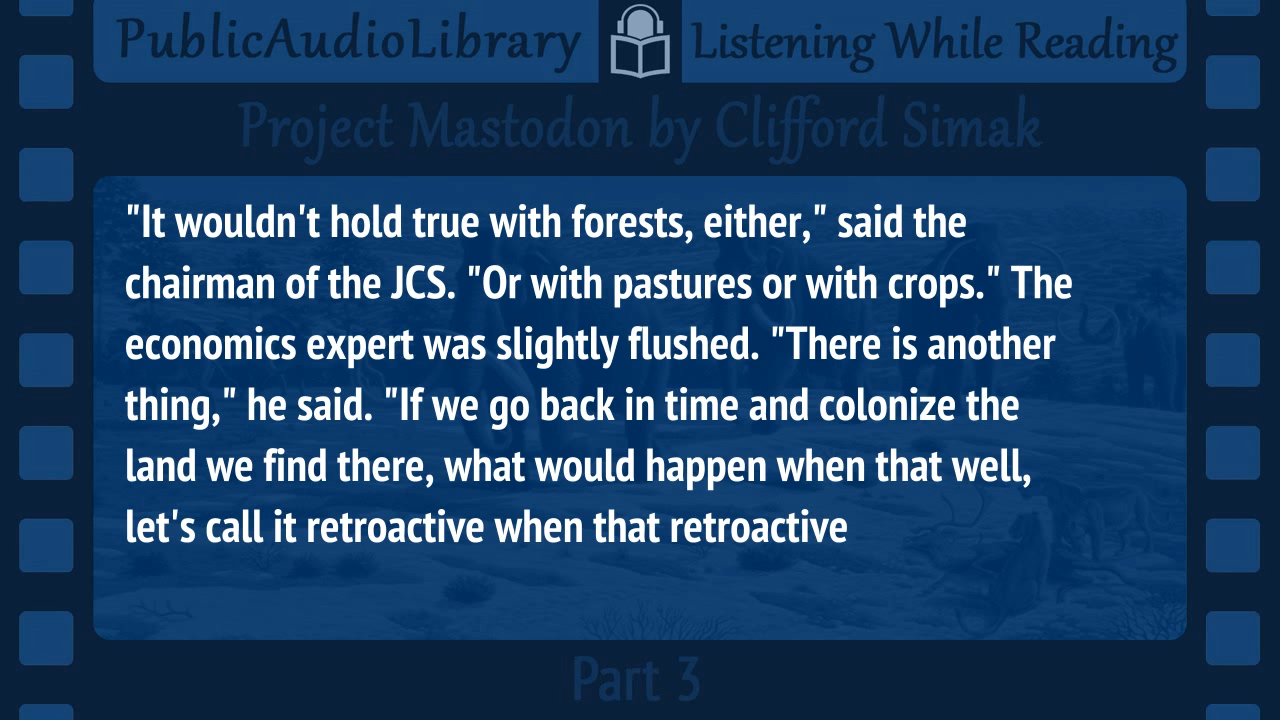 PublicAudioLibrary
Listening While Reading
Project Mastodon by Clifford Simak
"It wouldn't hold true with forests, either," said the
chairman of the JCS. "Or with pastures or with crops." The
economics expert was slightly flushed. "There is another
thing," he said. "If we go back in time and colonize the
land we find there, what would happen when that well,
let's call it retroactive when that retroactive
Part 3